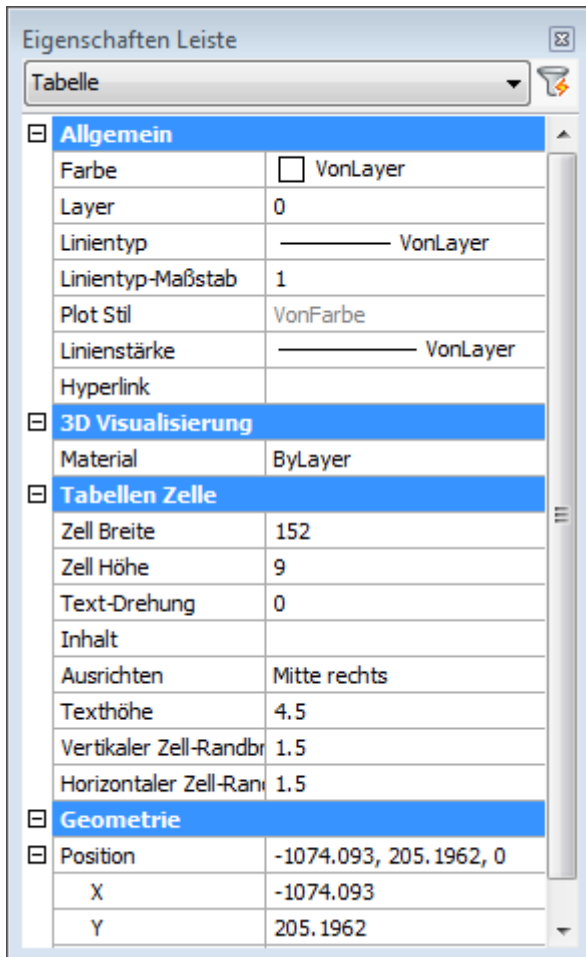 Eigenschaften Leiste
Tabelle
Allgemein
Farbe VonLayer
Layer 0
Linientyp VonLayer
Linientyp-Maßstab 1
Plot Stil VonFarbe
Linienstärke VonLayer
Hyperlink
3D Visualisierung
Material ByLayer
Tabellen Zelle
Zell Breite 152
Zell Höhe 9
Text-Drehung 0
Inhalt
Ausrichten Mitte rechts
Texthöhe 4.5
Vertikaler Zell-Randbr 1.5
Horizontaler Zell-Ran 1.5
Geometrie
Position -1074.093, 205.1962, 0
X -1074.093
Y 205.1962